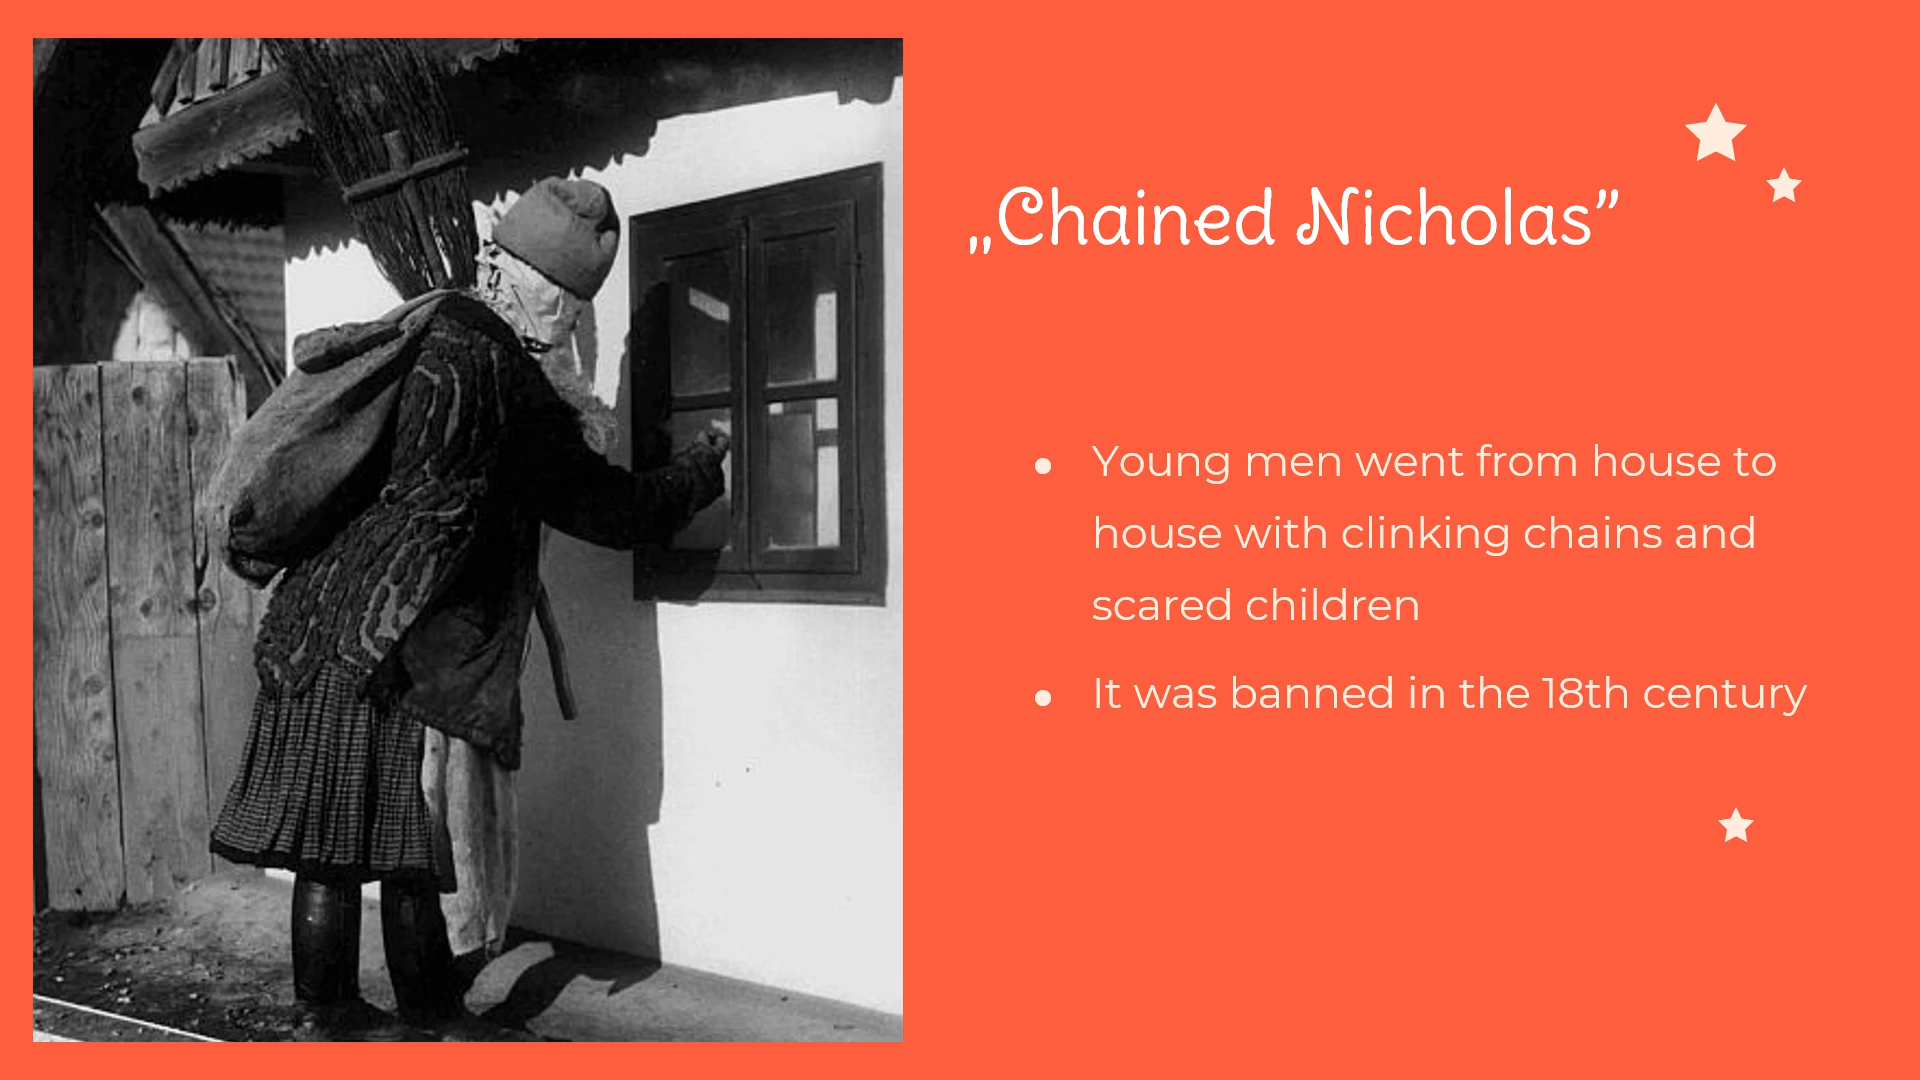 „Chained Nicholas”
● Young men went from house to
house with clinking chains and
scared children
● It was banned in the 18th century